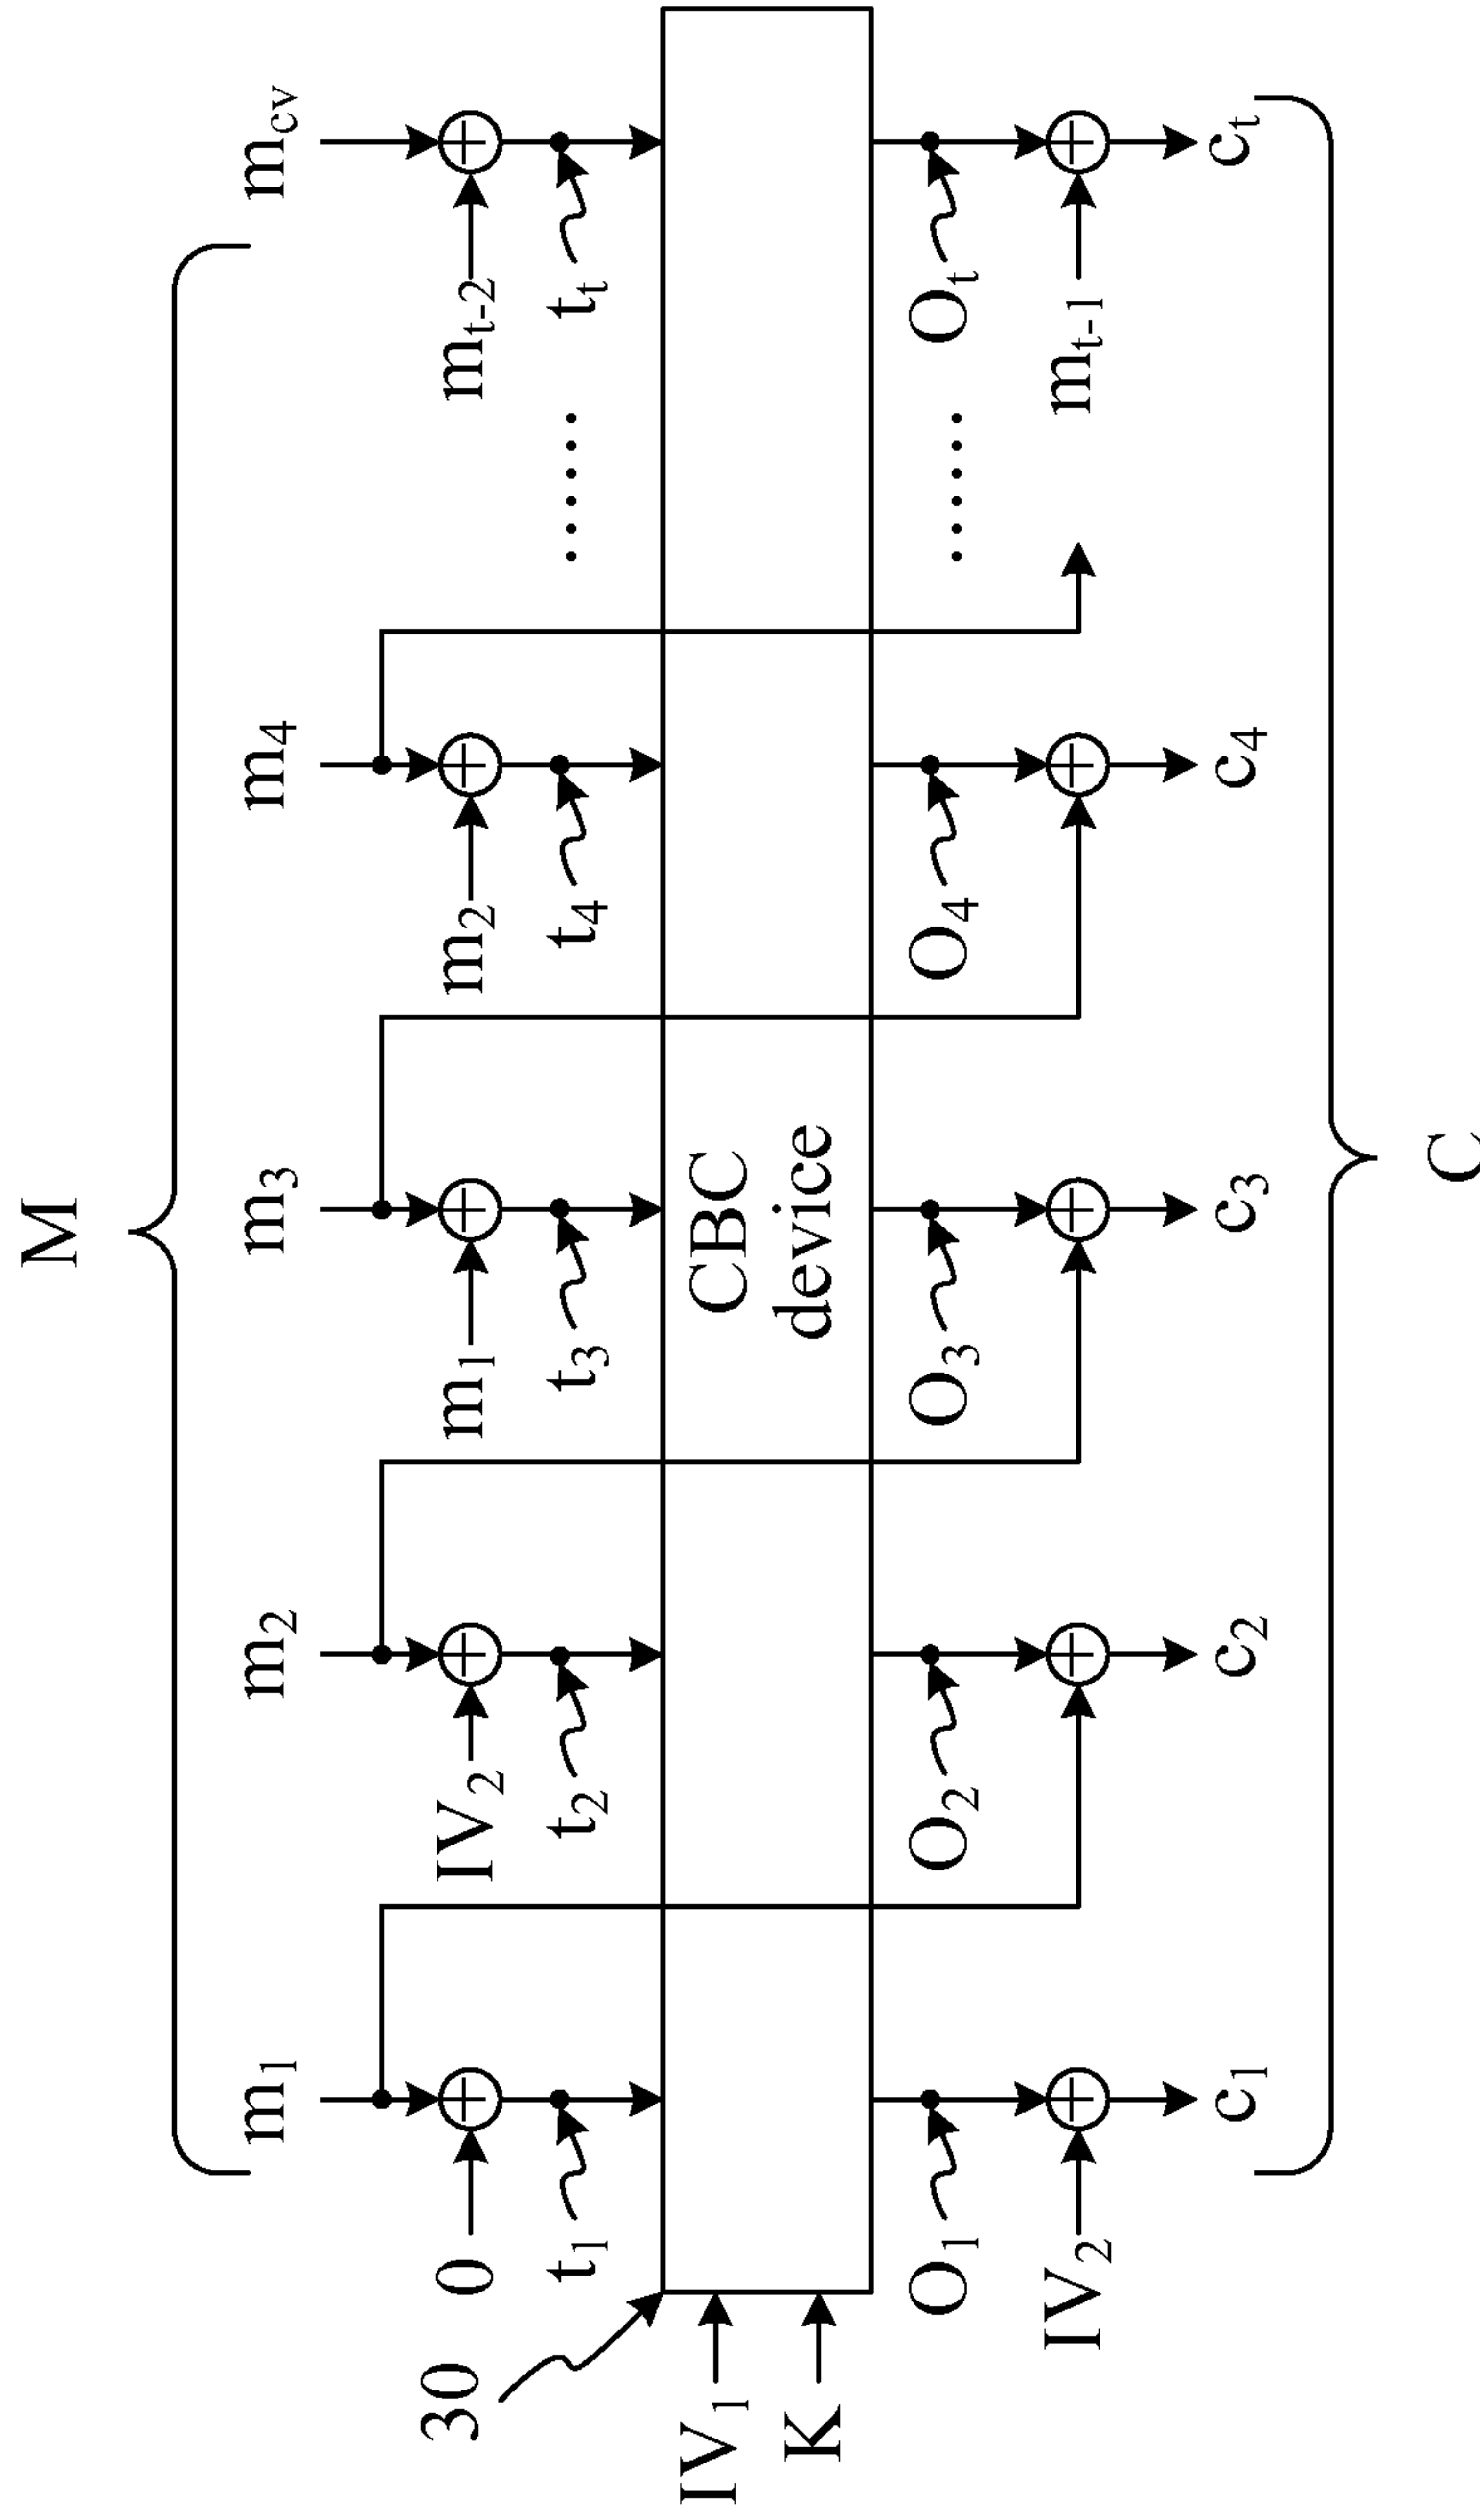 M
m1 m2 m3 m4 mcv
0 IV2 m1 m2 mt-2
30
t1 t2 t3 t4 tt
......
IV1
K
CBC
device
O1 O2 O3 O4 Ot
......
IV2 mt-1
c1 c2 c3 c4 ct
C